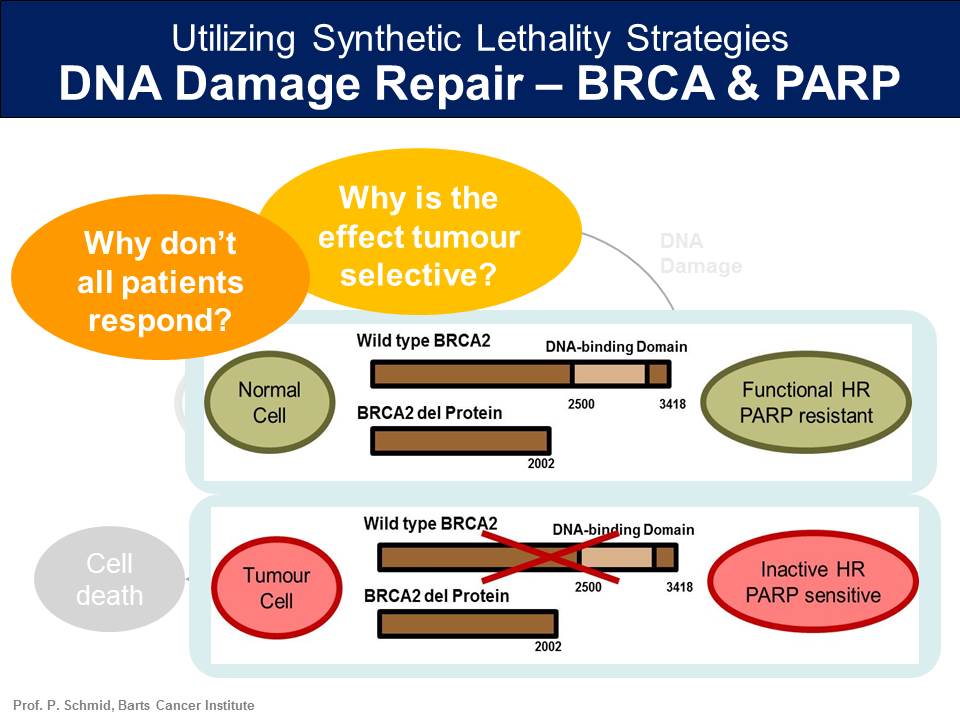 Utilizing Synthetic Lethality Strategies
DNA Damage Repair – BRCA & PARP
Why is the
effect tumour
selective?
Why don’t
all patients
respond?
DNA
Damage
Wild type BRCA2
DNA-binding Domain
Normal
Cell
2500
3418
Functional HR
PARP resistant
BRCA2 del Protein
2002
Wild type BRCA2
DNA-binding Domain
Cell
death
Tumour
Cell
2500
3418
Inactive HR
PARP sensitive
BRCA2 del Protein
2002
Prof. P. Schmid, Barts Cancer Institute